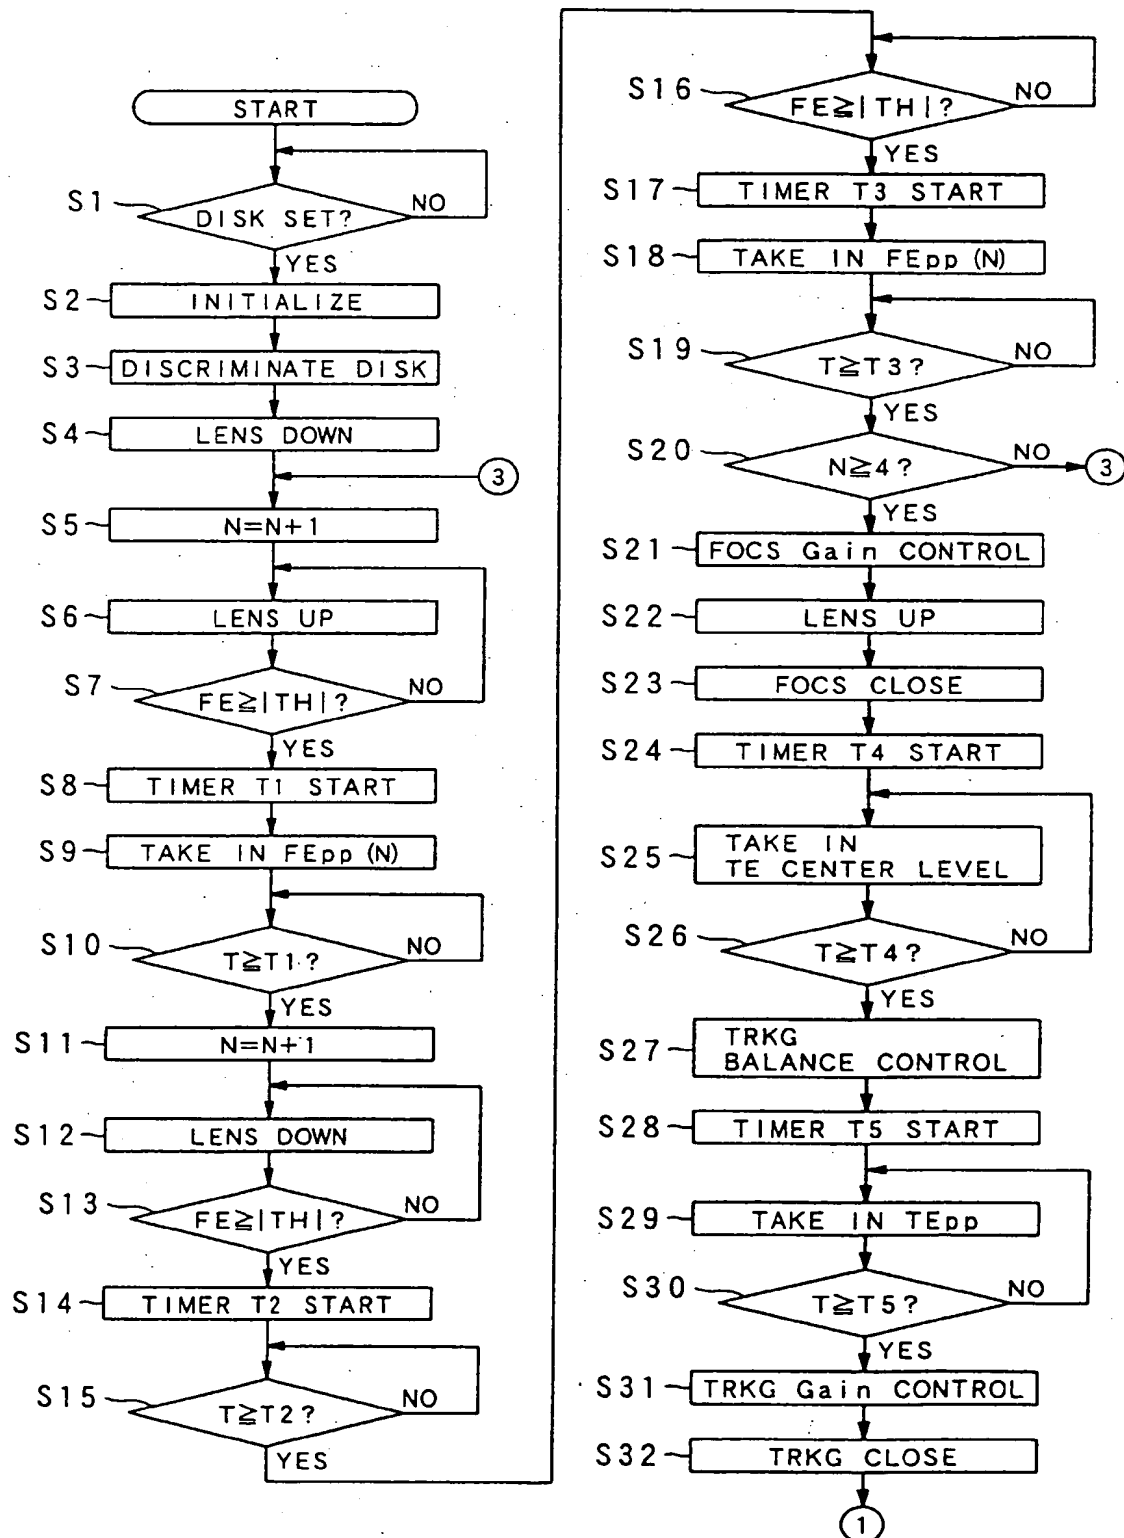 START
S1
DISK SET?
NO
YES
S2
INITIALIZE
S3
DISCRIMINATE DISK
S4
LENS DOWN
3
S5
N=N+1
S6
LENS UP
S7
FE≧|TH|?
NO
YES
S8
TIMER T1 START
S9
TAKE IN FEpp (N)
S10
T≧T1?
NO
YES
S11
N=N+1
S12
LENS DOWN
S13
FE≧|TH|?
NO
YES
S14
TIMER T2 START
S15
T≧T2?
NO
YES
S16
FE≧|TH|?
NO
YES
S17
TIMER T3 START
S18
TAKE IN FEpp (N)
S19
T≧T3?
NO
YES
S20
N≧4?
NO
3
YES
S21
FOCS Gain CONTROL
S22
LENS UP
S23
FOCS CLOSE
S24
TIMER T4 START
S25
TAKE IN
TE CENTER LEVEL
S26
T≧T4?
NO
YES
S27
TRKG
BALANCE CONTROL
S28
TIMER T5 START
S29
TAKE IN TEpp
S30
T≧T5?
NO
YES
S31
TRKG Gain CONTROL
S32
TRKG CLOSE
1